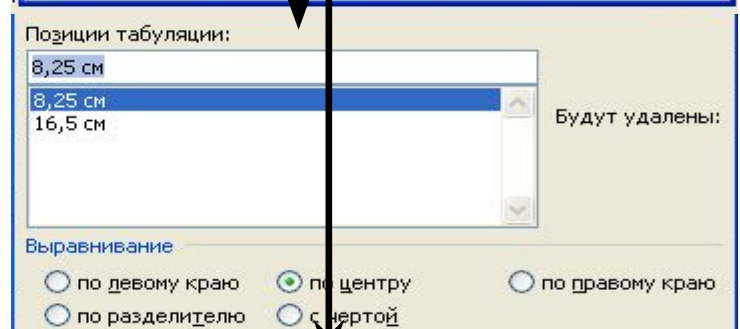 Позиции табуляции:
8,25 см
8,25 см
16,5 см
Будут удалены:
Выравнивание
по левому краю по центру по правому краю
по разделителю с чертой